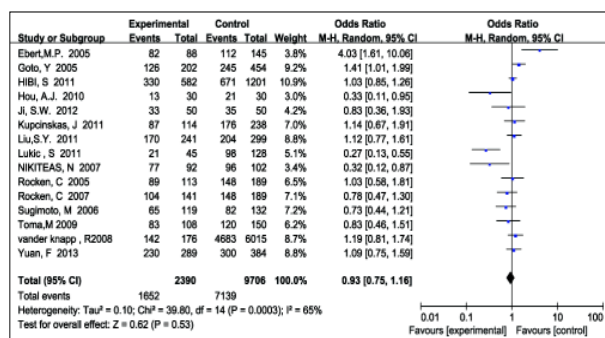 Experimental Control Odds Ratio Odds Ratio
Study or Subgroup Events Total Events Total Weight M-H, Random, 95% CI M-H, Random, 95% CI
Ebert,M.P. 2005 82 88 112 145 3.8% 4.03 [1.61, 10.06]
Goto, Y 2005 126 202 245 454 9.0% 1.41 [1.01, 1.99]
HIBI, S 2011 330 582 671 1201 10.9% 1.03 [0.85, 1.26]
Hou, A.J. 2010 13 30 21 30 3.0% 0.33 [0.11, 0.95]
Ji, S.W. 2012 33 50 35 50 4.0% 0.83 [0.36, 1.93]
Kupcinskas, J 2011 87 114 176 238 6.9% 1.14 [0.67, 1.91]
Liu,S.Y. 2011 170 241 204 299 8.7% 1.12 [0.77, 1.61]
Lukic , S 2011 21 45 98 128 5.0% 0.27 [0.13, 0.55]
NIKITEAS, N 2007 77 92 96 102 3.4% 0.32 [0.12, 0.87]
Rocken, C 2005 89 113 148 189 6.3% 1.03 [0.58, 1.81]
Rocken, C 2007 104 141 148 189 7.1% 0.78 [0.47, 1.30]
Sugimoto, M 2006 65 119 82 132 7.2% 0.73 [0.44, 1.21]
Toma,M 2009 83 108 120 150 6.0% 0.83 [0.46, 1.51]
vander knapp , R2008 142 176 4683 6015 8.6% 1.19 [0.81, 1.74]
Yuan, F 2013 230 289 300 384 8.6% 1.09 [0.75, 1.59]
Total (95% CI) 2390 9706 100.0% 0.93 [0.75, 1.16]
Total events 1652 7139
Heterogeneity: Tau² = 0.10; Chi² = 39.80, df = 14 (P = 0.0003); I² = 65%
Test for overall effect: Z = 0.62 (P = 0.53)
0.01 0.1 1 10 100
Favours [experimental] Favours [control]